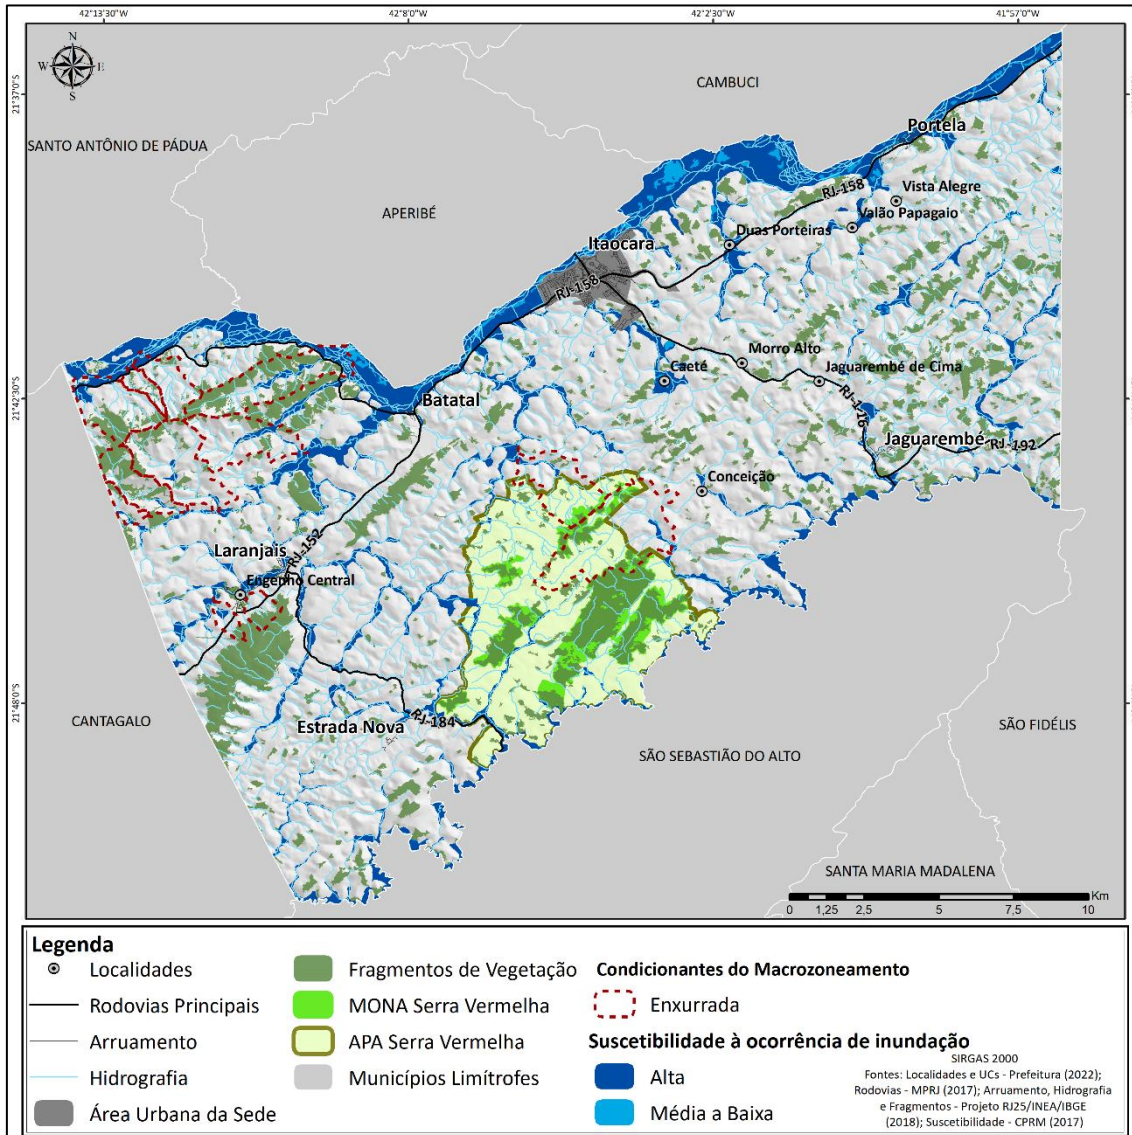 42°13'30"W
42°8'0"W
42°2'30"W
41°57'0"W
N
W
E
S
21°37'0"S
CAMBUCI
Portela
SANTO ANTÔNIO DE PÁDUA
RJ-158
Vista Alegre
APERIBÉ
Valão Papagaio
Duas Porteiras
Itaocara
RJ-158
Morro Alto
Caeté
Jaguarembé de Cima
21°42'30"S
Batatal
RJ-1-16
Jaguarembé
RJ-192
Conceição
Laranjais
RJ-152
Engenho Central
21°48'0"S
CANTAGALO
Estrada Nova
RJ-184
SÃO FIDÉLIS
SÃO SEBASTIÃO DO ALTO
SANTA MARIA MADALENA
Km
0 1,25 2,5 5 7,5 10
Legenda
Localidades
Rodovias Principais
Arruamento
Hidrografia
Área Urbana da Sede
Fragmentos de Vegetação
MONA Serra Vermelha
APA Serra Vermelha
Municípios Limítrofes
Condicionantes do Macrozoneamento
Enxurrada
Suscetibilidade à ocorrência de inundação
Alta
Média a Baixa
SIRGAS 2000
Fontes: Localidades e UCs - Prefeitura (2022);
Rodovias - MPRJ (2017); Arruamento, Hidrografia
e Fragmentos - Projeto RJ25/INEA/IBGE
(2018); Suscetibilidade - CPRM (2017)